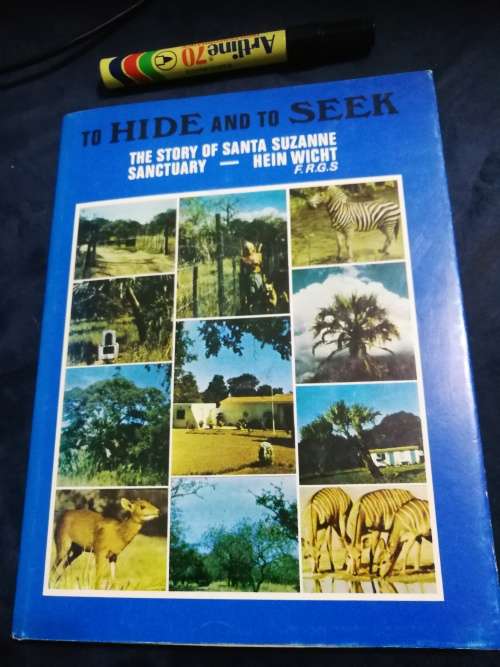 Artline 70
TO HIDE AND TO SEEK
THE STORY OF SANTA SUZANNE
SANCTUARY — HEIN WICHT
F.R.G.S